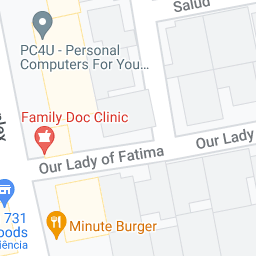 Salud
PC4U - Personal
Computers For You...
Family Doc Clinic
Our Lady
Our Lady of Fatima
731
oods
iência
Minute Burger